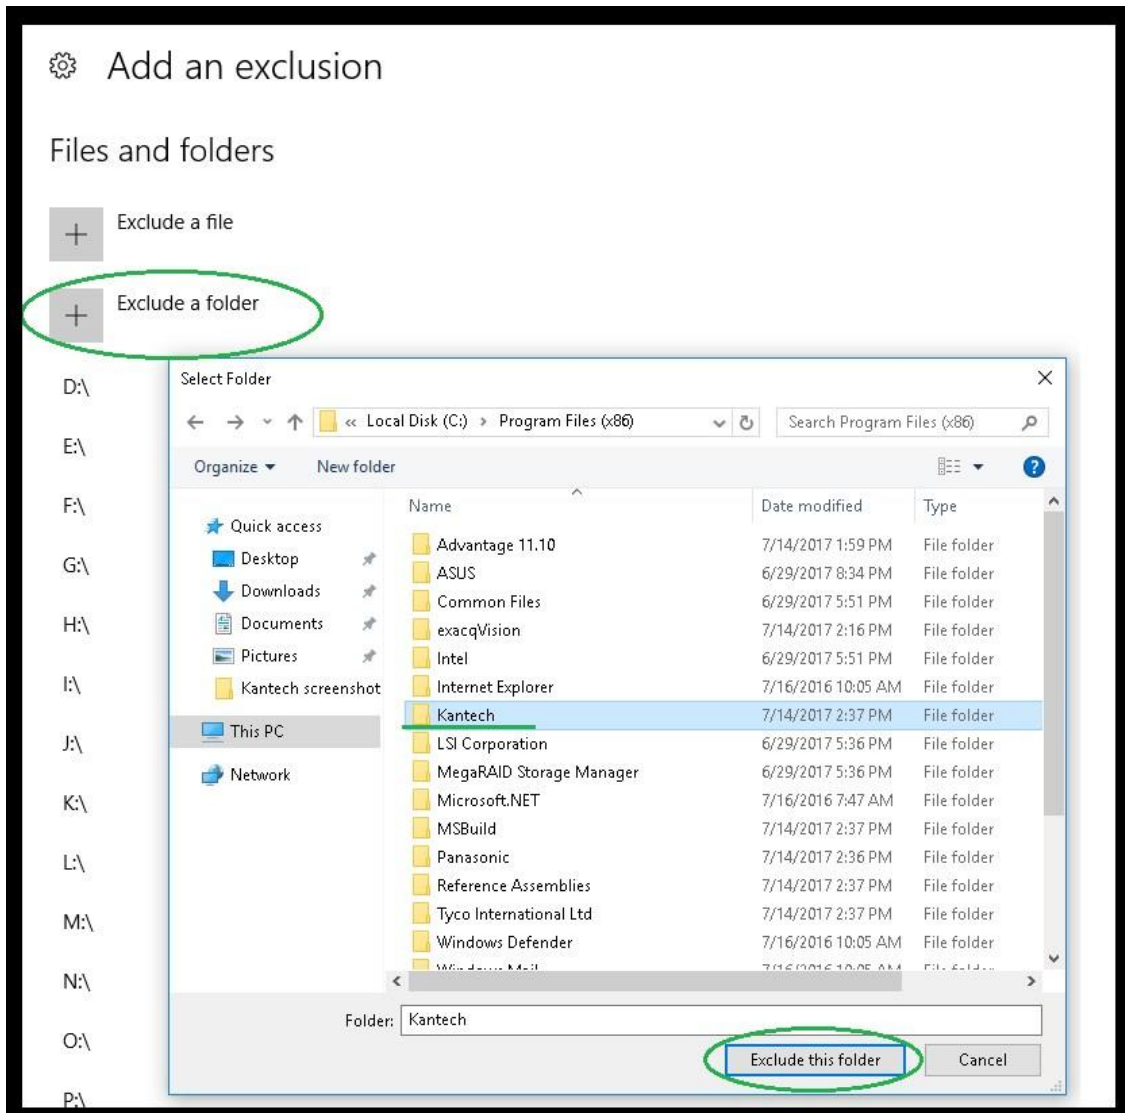 Add an exclusion
Files and folders
Exclude a file
Exclude a folder
D:\
E:\
F:\
G:\
H:\
I:\
J:\
K:\
L:\
M:\
N:\
O:\
P:\
Select Folder
« Local Disk (C:) › Program Files (x86)
Search Program Files (x86)
Organize
New folder
Quick access
Desktop
Downloads
Documents
Pictures
Kantech screenshot
This PC
Network
Name Date modified Type
Advantage 11.10 7/14/2017 1:59 PM File folder
ASUS 6/29/2017 8:34 PM File folder
Common Files 6/29/2017 5:51 PM File folder
exacqVision 7/14/2017 2:16 PM File folder
Intel 6/29/2017 5:51 PM File folder
Internet Explorer 7/16/2016 10:05 AM File folder
Kantech 7/14/2017 2:37 PM File folder
LSI Corporation 6/29/2017 5:36 PM File folder
MegaRAID Storage Manager 6/29/2017 5:36 PM File folder
Microsoft.NET 7/16/2016 7:47 AM File folder
MSBuild 7/14/2017 2:37 PM File folder
Panasonic 7/14/2017 2:36 PM File folder
Reference Assemblies 7/14/2017 2:37 PM File folder
Tyco International Ltd 7/14/2017 2:37 PM File folder
Windows Defender 7/16/2016 10:05 AM File folder
Windows Mail 7/16/2016 10:05 AM File folder
Folder: Kantech
Exclude this folder
Cancel